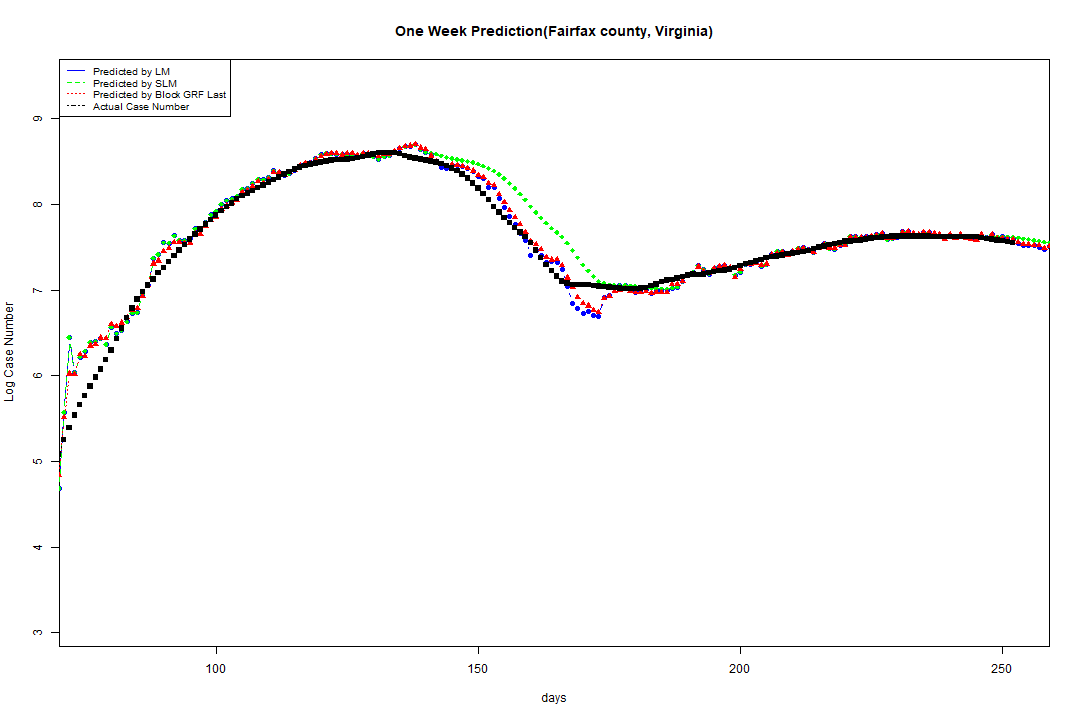 One Week Prediction(Fairfax county, Virginia)
Predicted by LM
Predicted by SLM
Predicted by Block GRF Last
Actual Case Number
9
8
7
6
5
4
3
Log Case Number
100 150 200 250
days